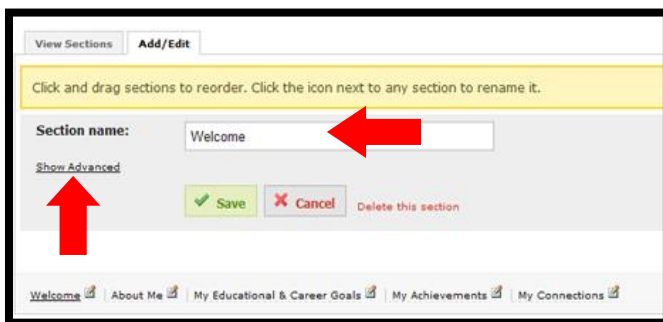 View Sections Add/Edit
Click and drag sections to reorder. Click the icon next to any section to rename it.
Section name: Welcome
Show Advanced
Save Cancel Delete this section
Welcome About Me My Educational & Career Goals My Achievements My Connections